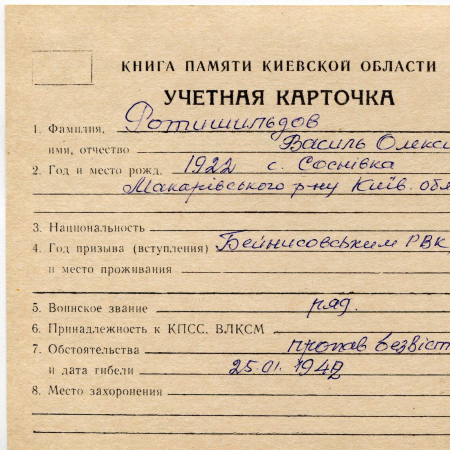 КНИГА ПАМЯТИ КИЕВСКОЙ ОБЛАСТИ
УЧЕТНАЯ КАРТОЧКА
1. Фамилия, Ротишильдов
имя, отчество Василь Олекси
2. Год и место рожд. 1922 с. Соснівка
Макарівського р-ну Київ. обл
3. Национальность
4. Год призыва (вступления) Бейнисовським РВК
и место проживания
5. Воинское звание ряд.
6. Принадлежность к КПСС, ВЛКСМ
7. Обстоятельства пропав безвіст
и дата гибели 25.01.1942
8. Место захоронения